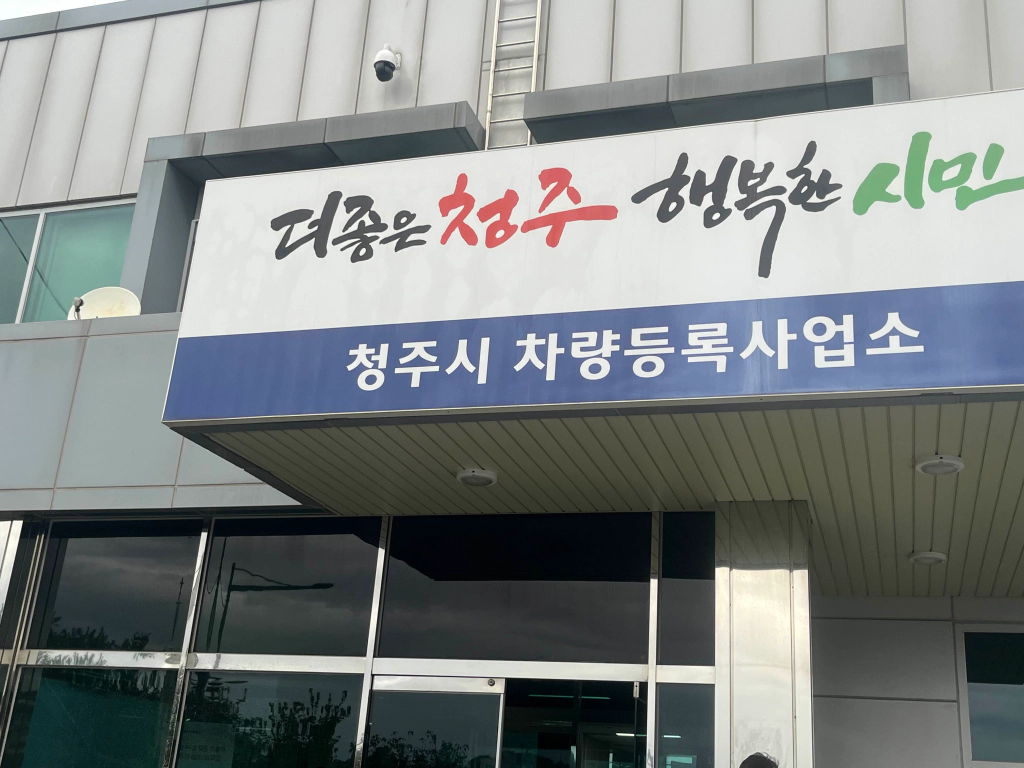 더좋은 청주 행복한 시민
청주시 차량등록사업소